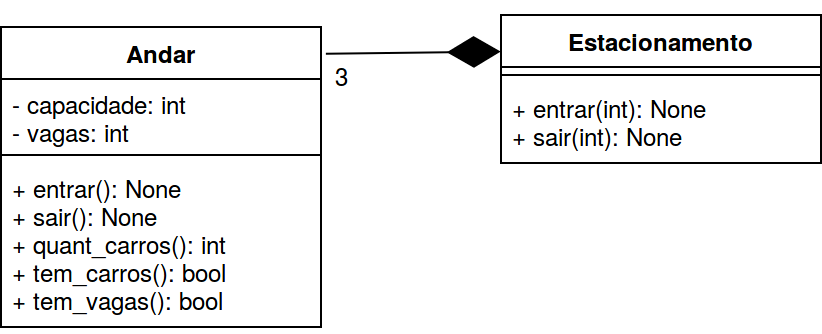 Andar
- capacidade: int
- vagas: int
+ entrar(): None
+ sair(): None
+ quant_carros(): int
+ tem_carros(): bool
+ tem_vagas(): bool
3
Estacionamento
+ entrar(int): None
+ sair(int): None